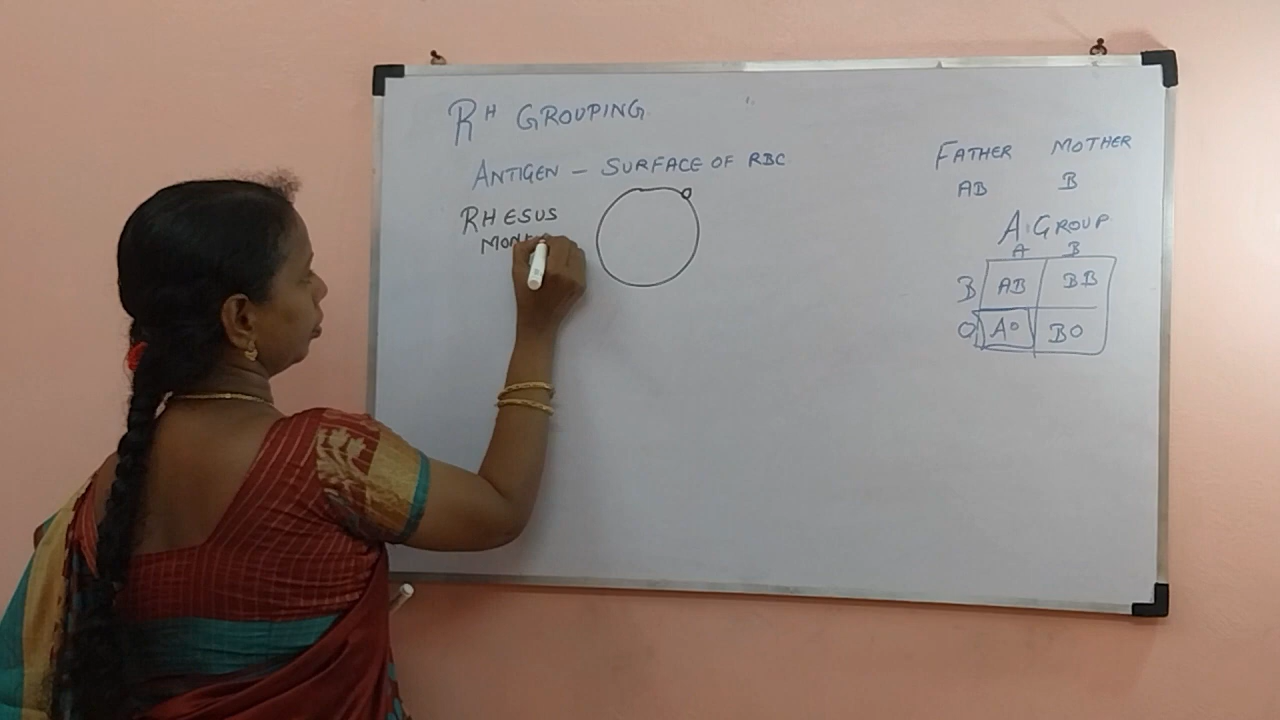 RH GROUPING
ANTIGEN – SURFACE OF RBC
RHESUS
FATHER MOTHER
AB B
A. GROUP
A B
B AB BB
O AO BO